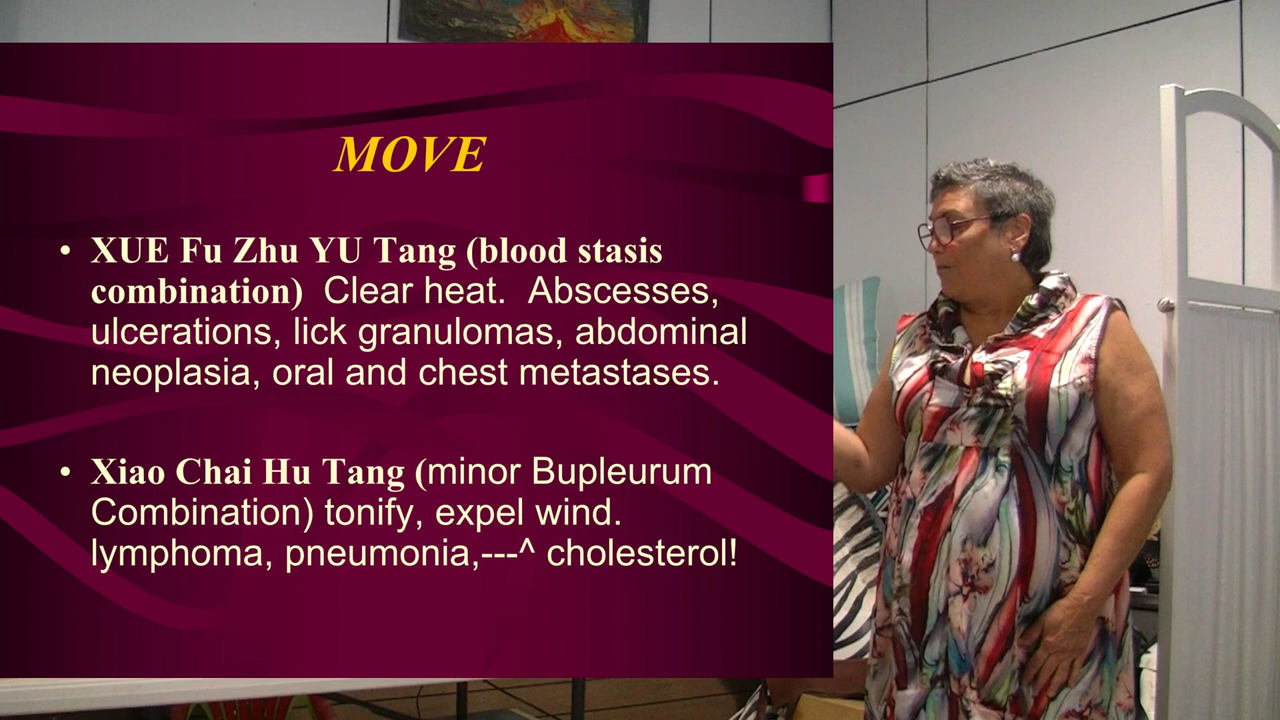 MOVE
• XUE Fu Zhu YU Tang (blood stasis
combination) Clear heat. Abscesses,
ulcerations, lick granulomas, abdominal
neoplasia, oral and chest metastases.
• Xiao Chai Hu Tang (minor Bupleurum
Combination) tonify, expel wind.
lymphoma, pneumonia,---^ cholesterol!